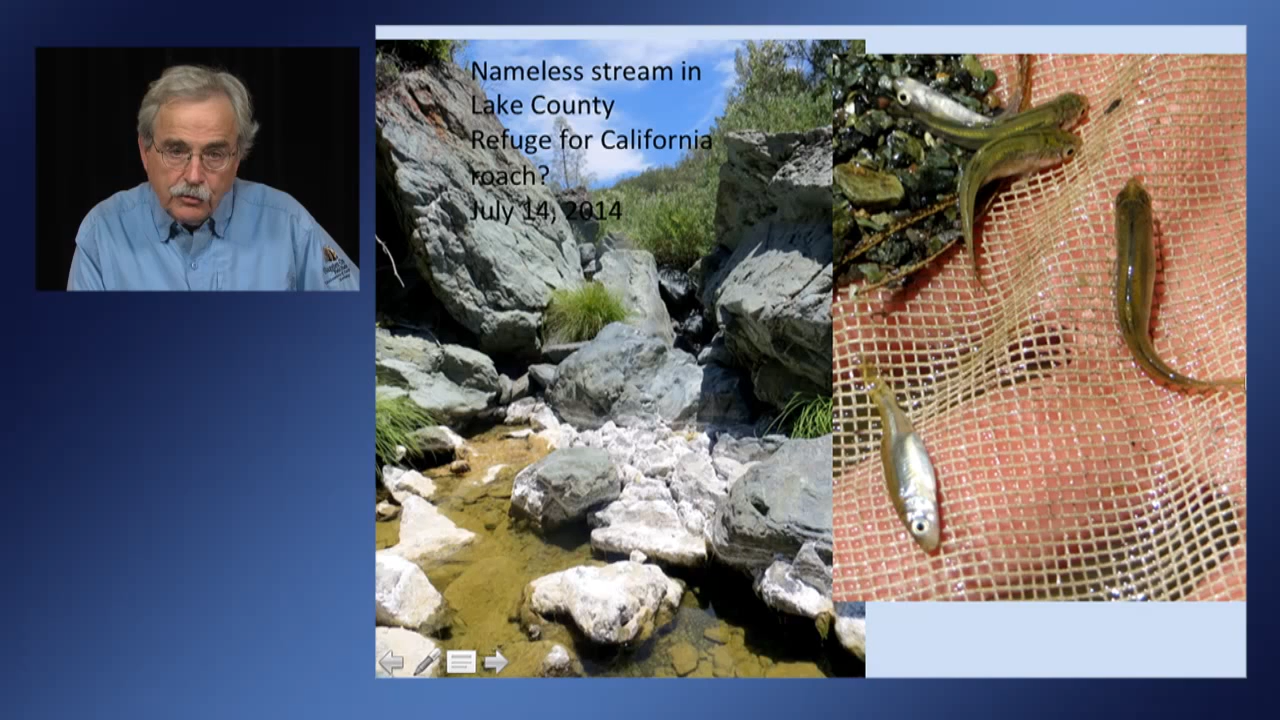 Nameless stream in
Lake County
Refuge for California
roach?
July 14, 2014